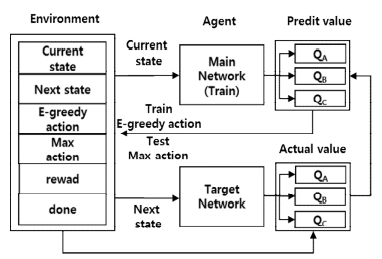 Environment
Agent
Predit value
Current
state
Next state
E-greedy
action
Max
action
rewad
done
Current
state
Main
Network
(Train)
QA
QB
QC
Train
E-greedy action
Test
Max action
Actual value
Next
state
Target
Network
QA
QB
QC